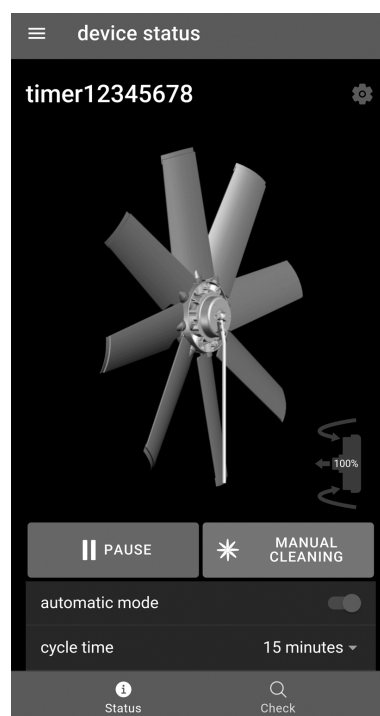 device status
timer12345678
100%
PAUSE
MANUAL
CLEANING
automatic mode
cycle time
15 minutes
Status
Check